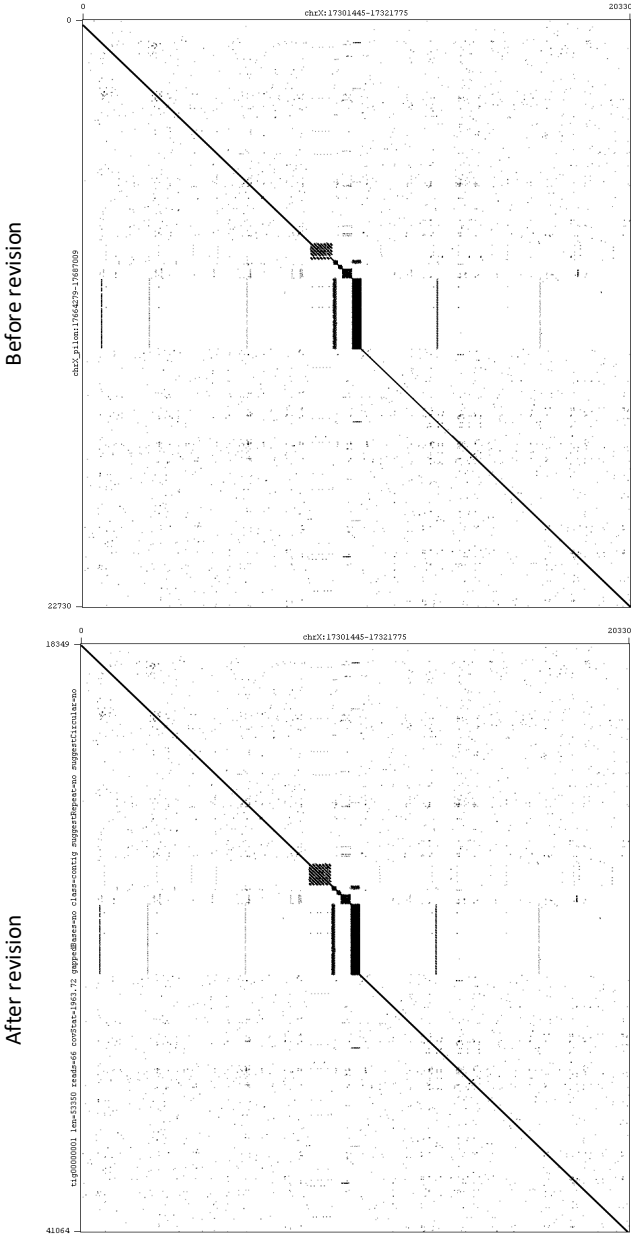 0
chrX:17301445-17321775
20330
0
Before revision
chrX_pilon:17664279-17687009
22730
0
chrX:17301445-17321775
20330
18349
After revision
tig00000001 len=53350 reads=66 covStat=1963.72 gappedBases=no class=contig suggestRepeat=no suggestCircular=no
41064